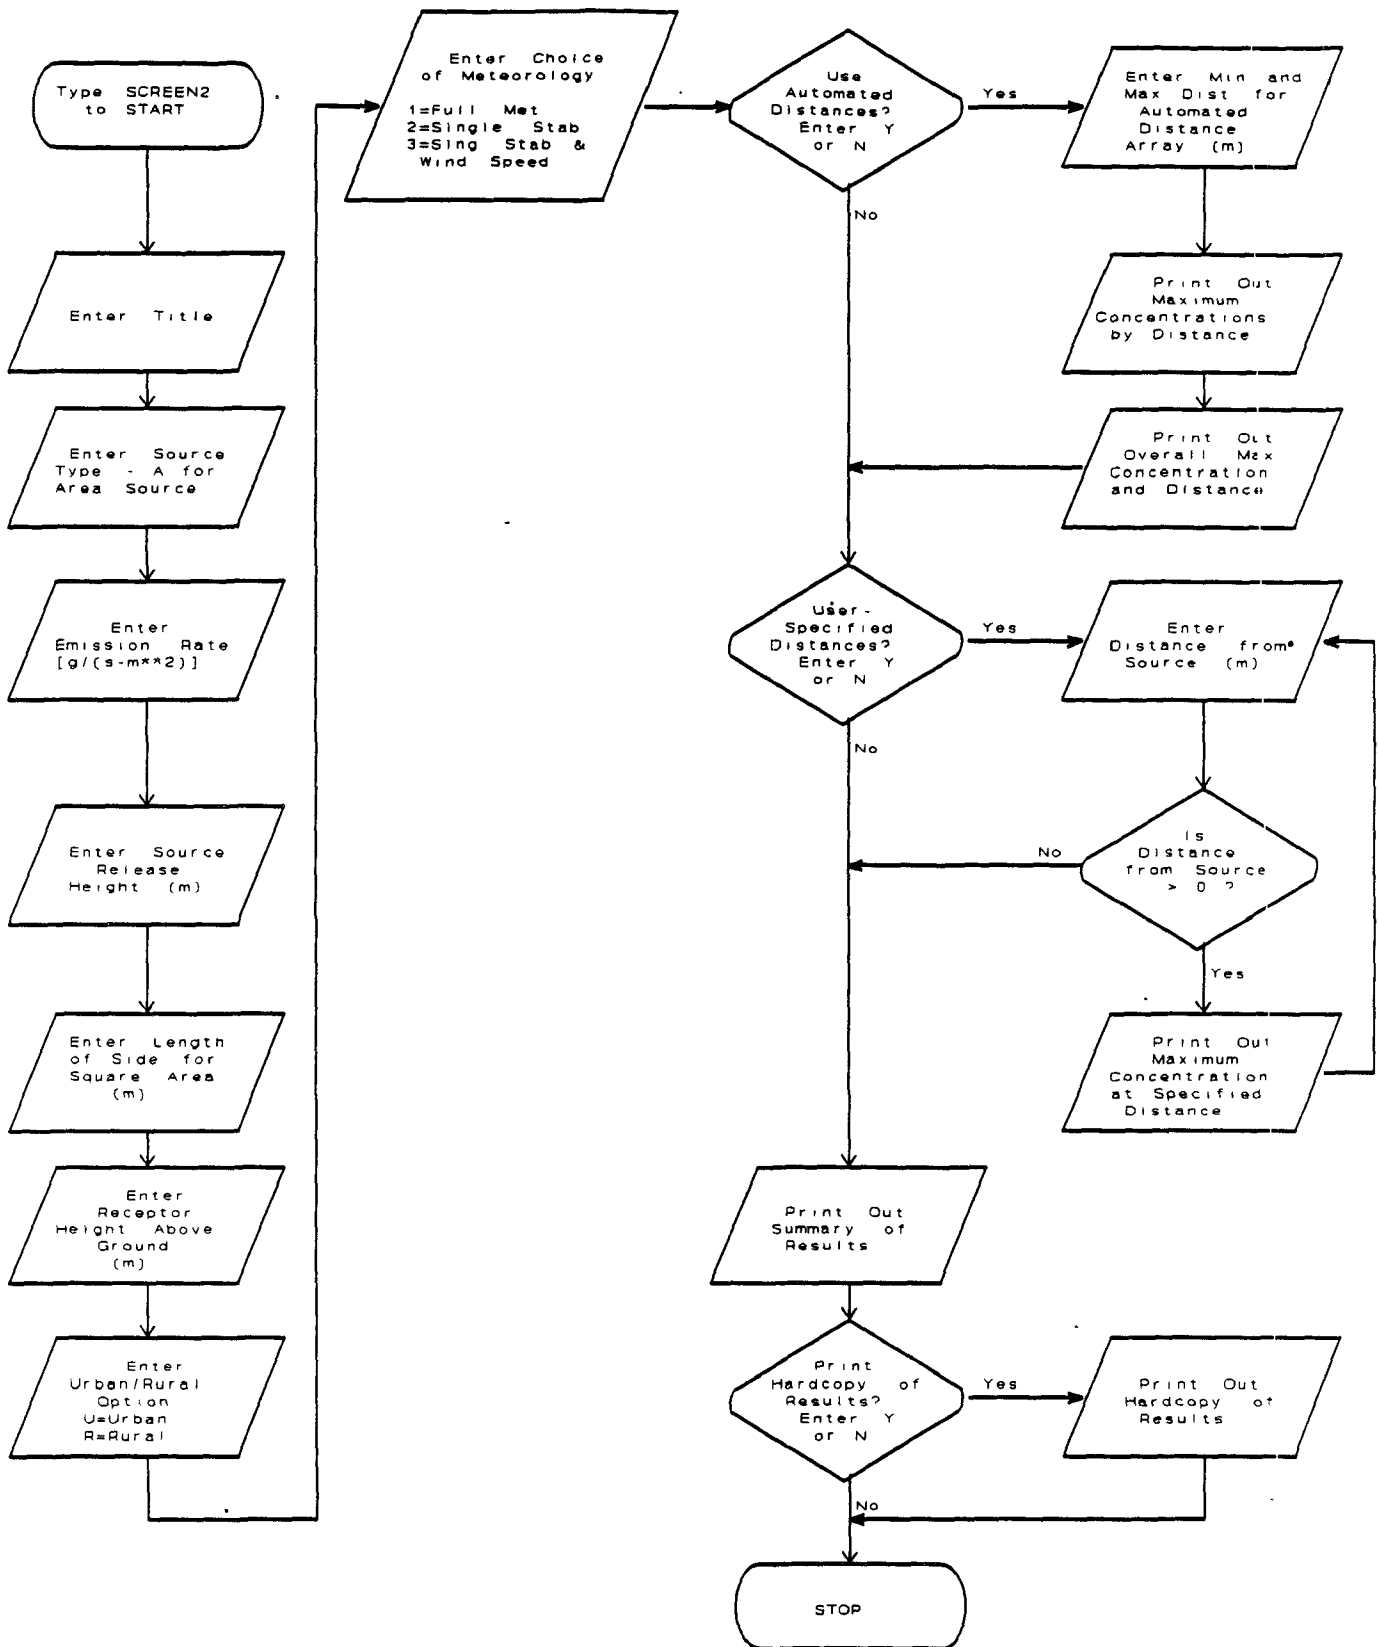 Type SCREEN2
to START
Enter Title
Enter Source
Type - A for
Area Source
Enter
Emission Rate
[g/(s-m**2)]
Enter Source
Release
Height (m)
Enter Length
of Side for
Square Area
(m)
Enter
Receptor
Height Above
Ground
(m)
Enter
Urban/Rural
Option
U=Urban
R=Rural
Enter Choice
of Meteorology
1=Full Met
2=Single Stab
3=Sing Stab &
Wind Speed
Use
Automated
Distances?
Enter Y
or N
Yes
No
Enter Min and
Max Dist for
Automated
Distance
Array (m)
Print Out
Maximum
Concentrations
by Distance
Print Out
Overall Max
Concentration
and Distance
User-
Specified
Distances?
Enter Y
or N
Yes
No
Enter
Distance from
Source (m)
Is
Distance
from Source
> 0 ?
No
Yes
Print Out
Maximum
Concentration
at Specified
Distance
Print Out
Summary of
Results
Print
Hardcopy of
Results?
Enter Y
or N
Yes
No
Print Out
Hardcopy of
Results
STOP